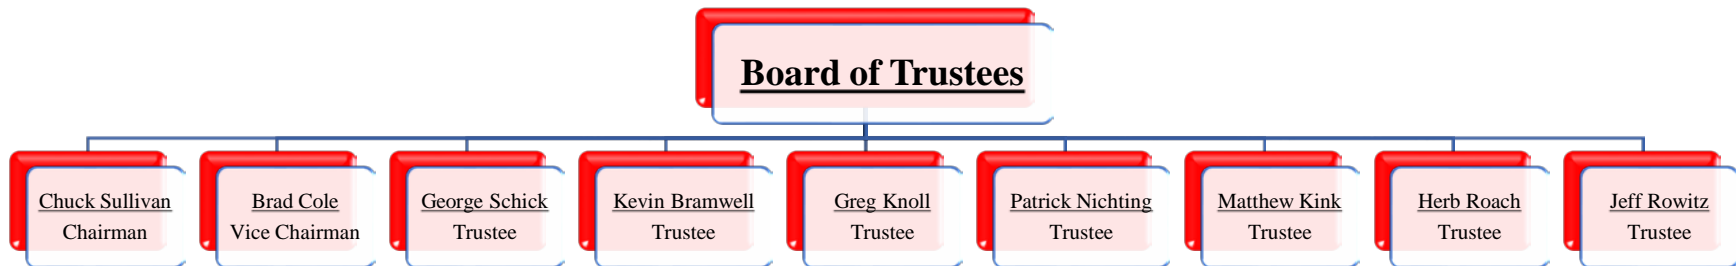 Board of Trustees
Chuck Sullivan
Chairman
Brad Cole
Vice Chairman
George Schick
Trustee
Kevin Bramwell
Trustee
Greg Knoll
Trustee
Patrick Nichting
Trustee
Matthew Kink
Trustee
Herb Roach
Trustee
Jeff Rowitz
Trustee